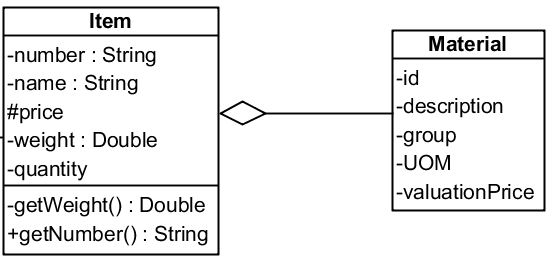 Item
-number : String
-name : String
#price
-weight : Double
-quantity
-getWeight() : Double
+getNumber() : String
Material
-id
-description
-group
-UOM
-valuationPrice